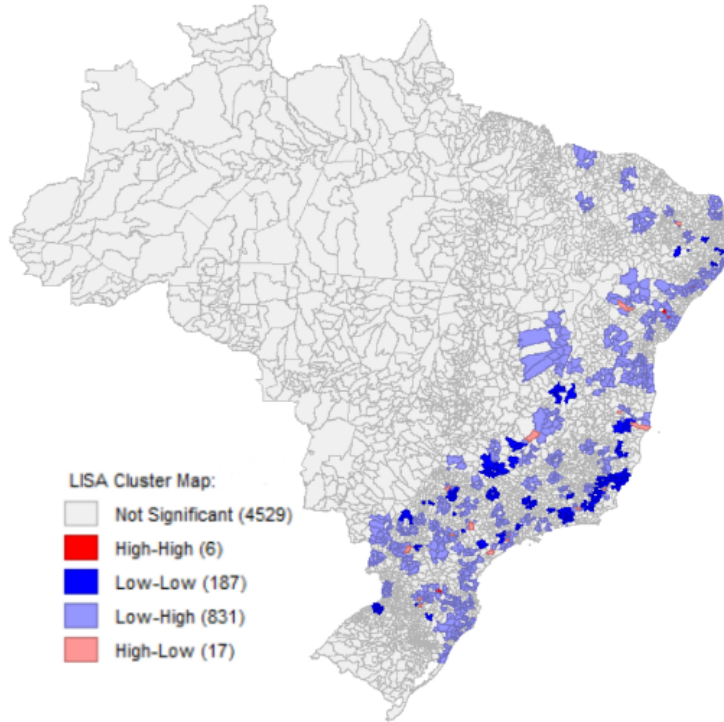 LISA Cluster Map:
Not Significant (4529)
High-High (6)
Low-Low (187)
Low-High (831)
High-Low (17)